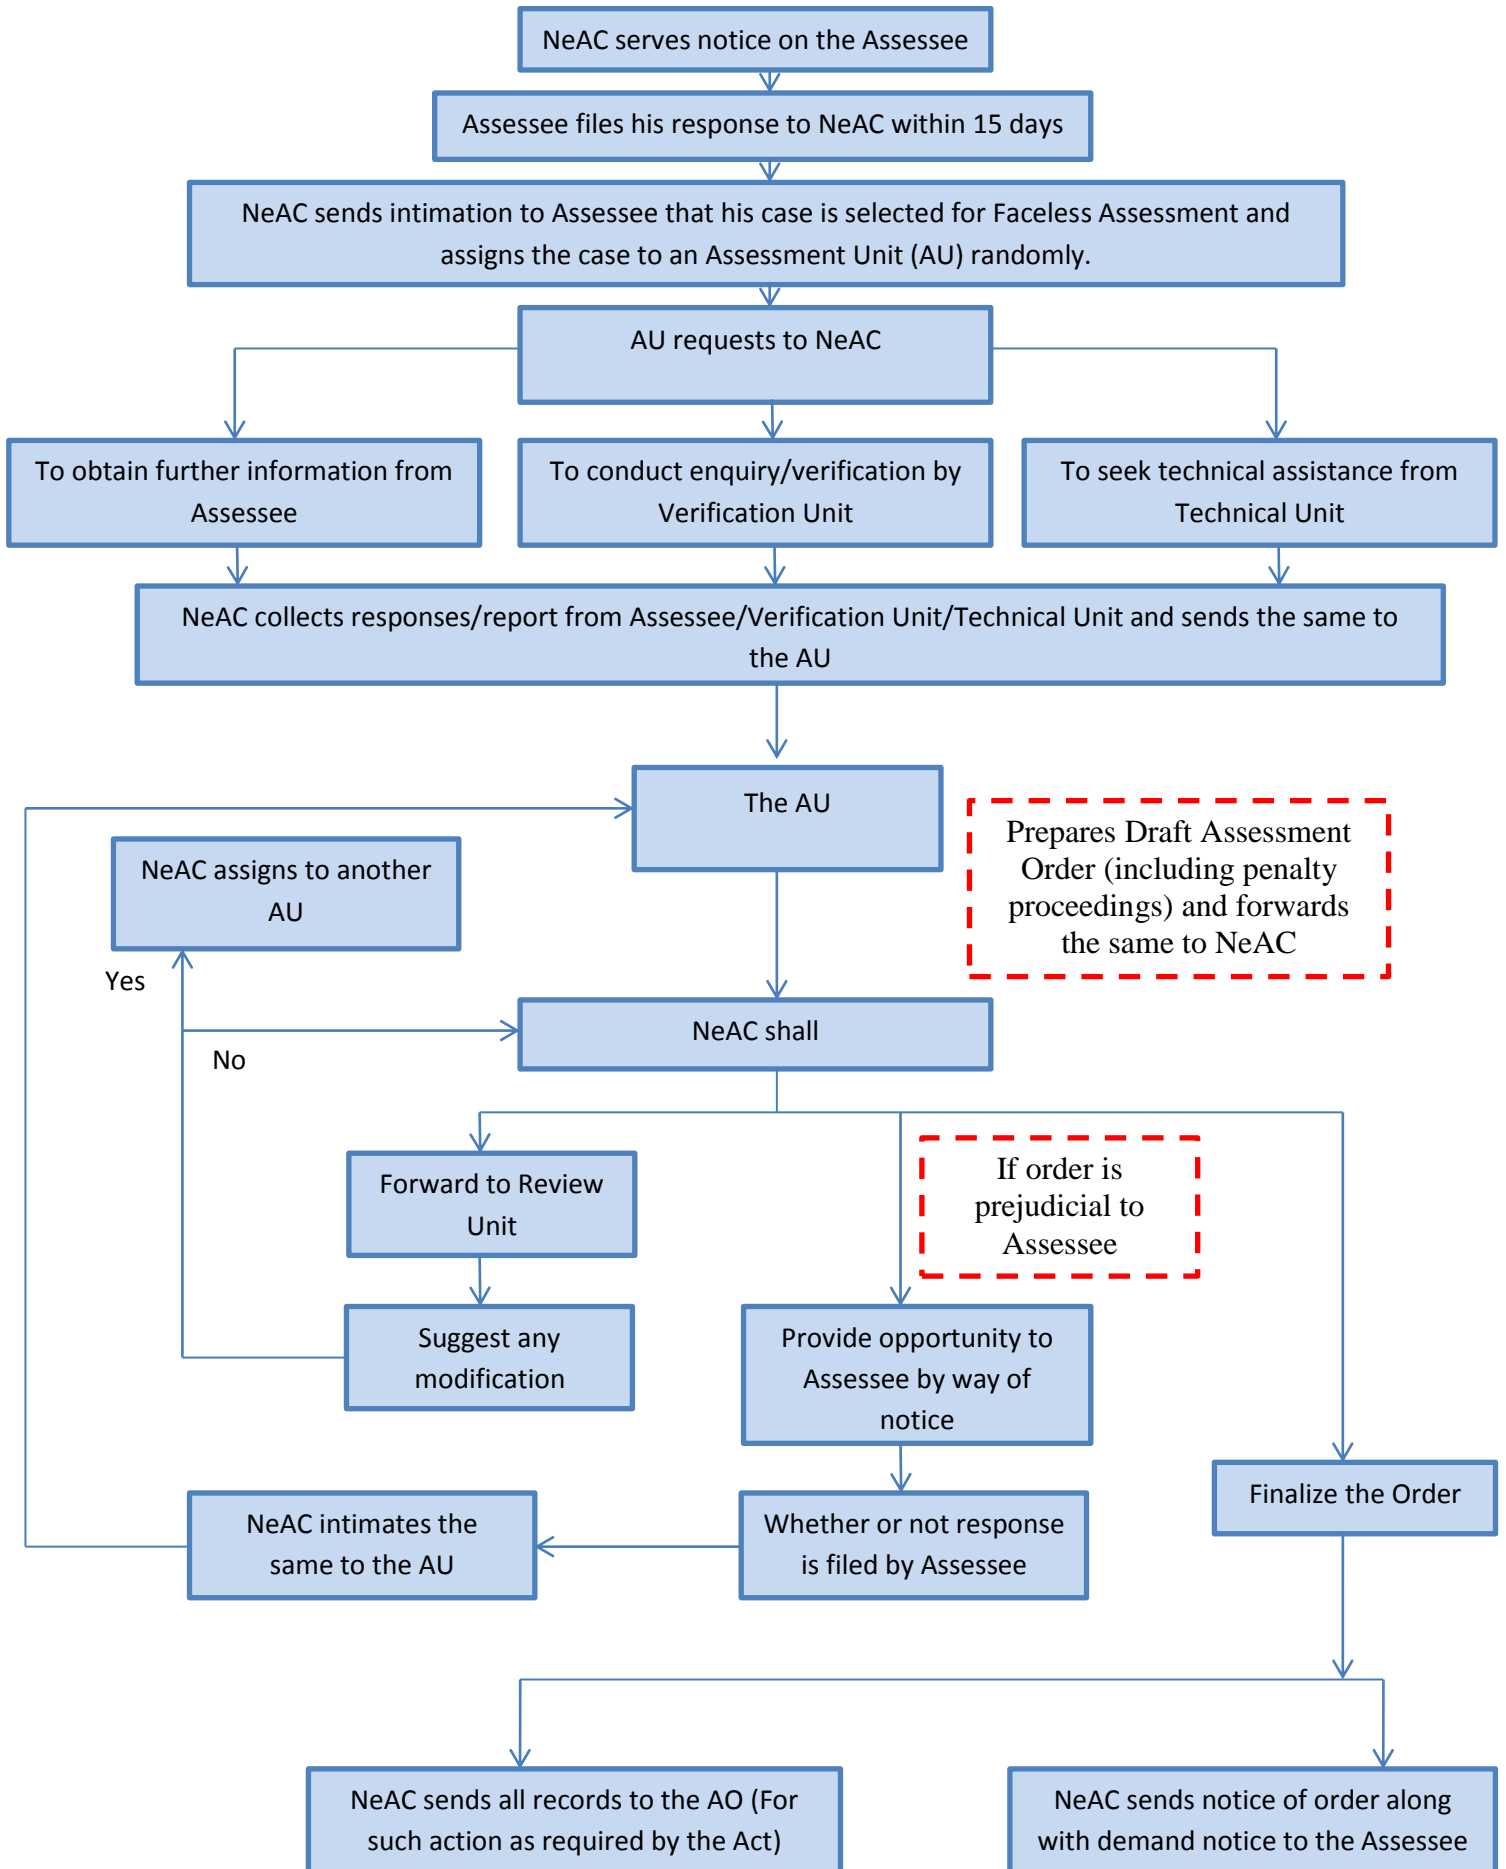 NeAC serves notice on the Assessee
Assessee files his response to NeAC within 15 days
NeAC sends intimation to Assessee that his case is selected for Faceless Assessment and
assigns the case to an Assessment Unit (AU) randomly.
AU requests to NeAC
To obtain further information from
Assessee
To conduct enquiry/verification by
Verification Unit
To seek technical assistance from
Technical Unit
NeAC collects responses/report from Assessee/Verification Unit/Technical Unit and sends the same to
the AU
The AU
Prepares Draft Assessment
Order (including penalty
proceedings) and forwards
the same to NeAC
NeAC assigns to another
AU
Yes
No
NeAC shall
Forward to Review
Unit
If order is
prejudicial to
Assessee
Suggest any
modification
Provide opportunity to
Assessee by way of
notice
Finalize the Order
NeAC intimates the
same to the AU
Whether or not response
is filed by Assessee
NeAC sends all records to the AO (For
such action as required by the Act)
NeAC sends notice of order along
with demand notice to the Assessee